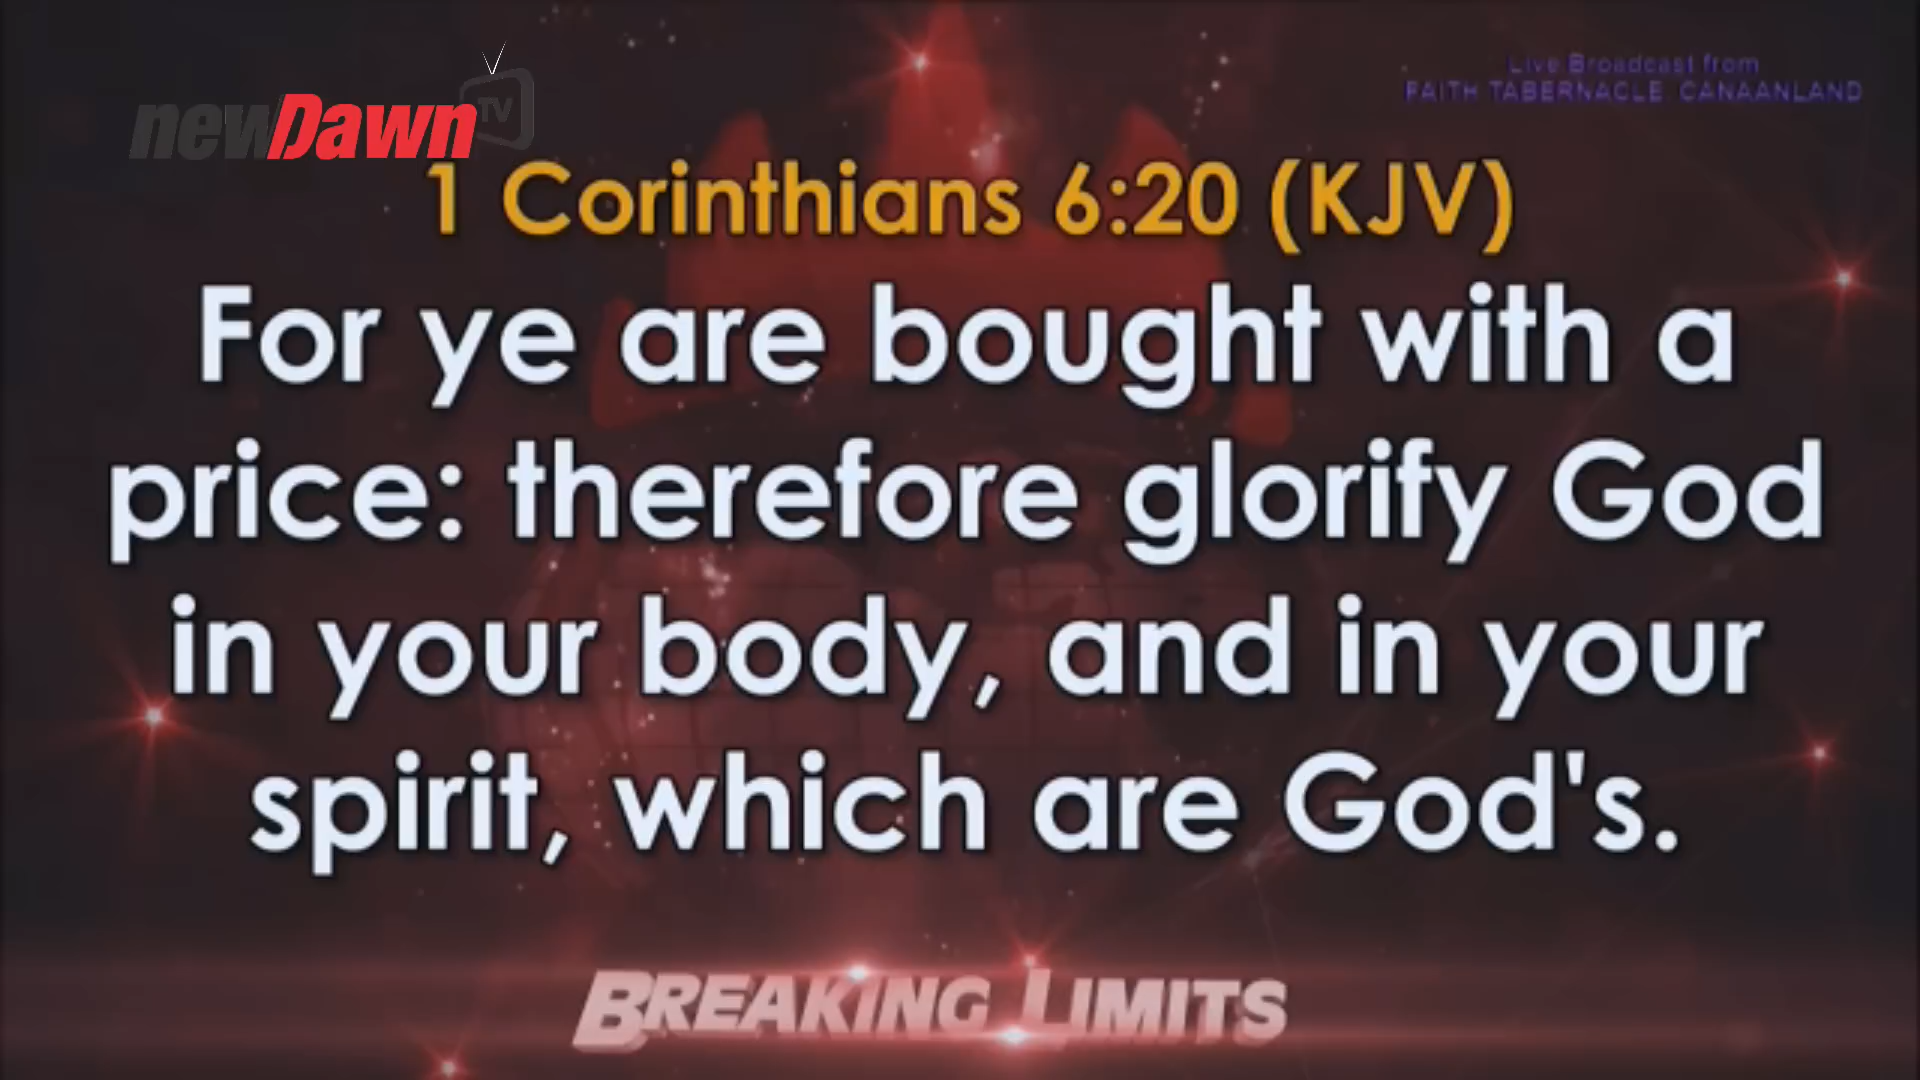 newDawn TV
Live Broadcast from
FAITH TABERNACLE, CANAANLAND
1 Corinthians 6:20 (KJV)
For ye are bought with a
price: therefore glorify God
in your body, and in your
spirit, which are God's.
BREAKING LIMITS